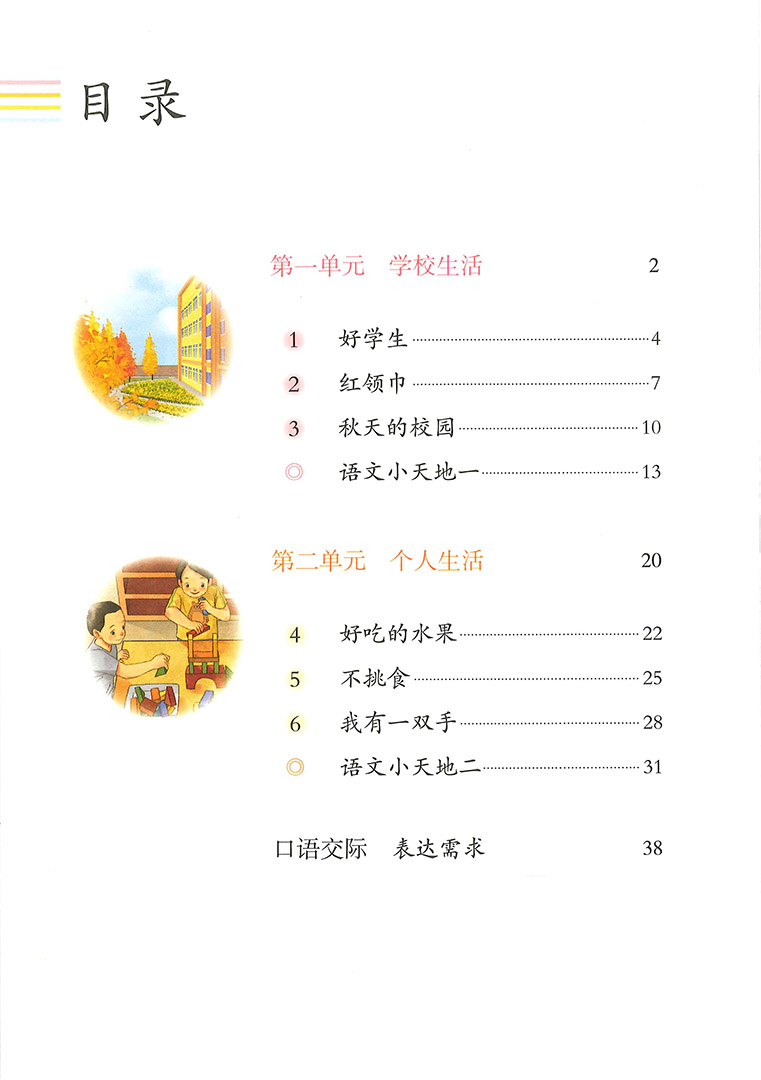 目录
第一单元 学校生活 2
1 好学生 4
2 红领巾 7
3 秋天的校园 10
◎ 语文小天地一 13
第二单元 个人生活 20
4 好吃的水果 22
5 不挑食 25
6 我有一双手 28
◎ 语文小天地二 31
口语交际 表达需求 38